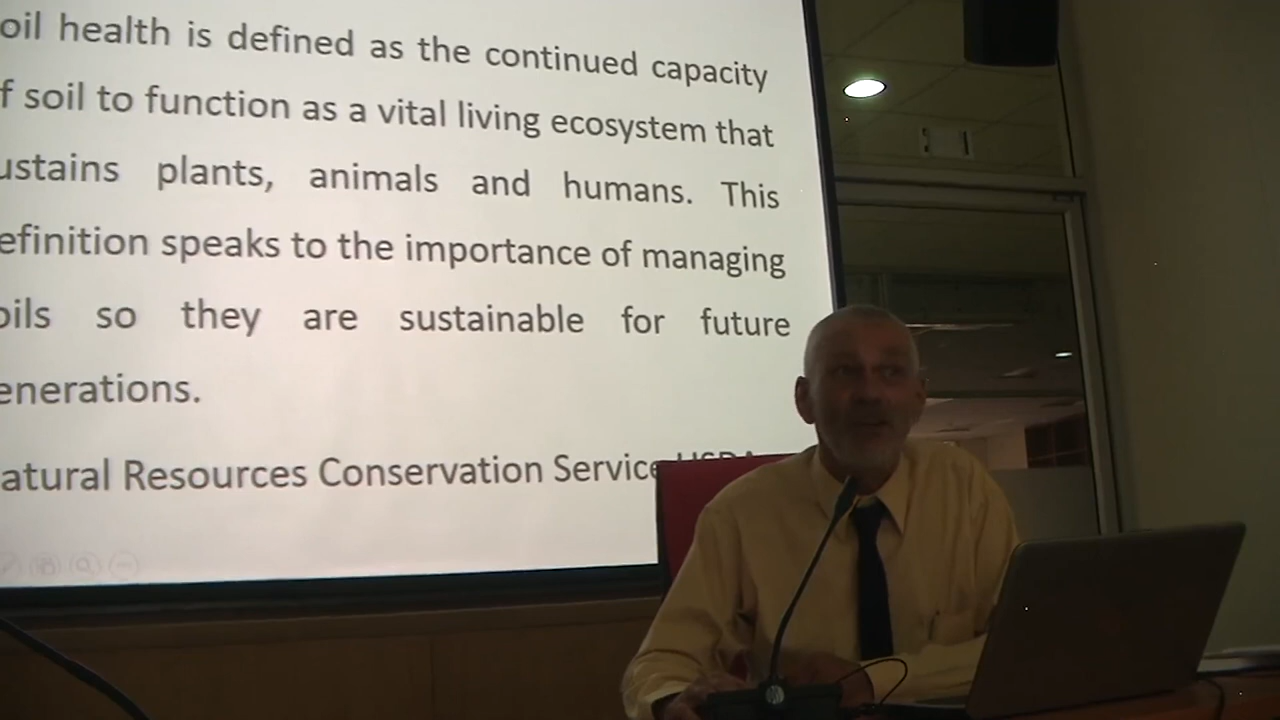 oil health is defined as the continued capacity
f soil to function as a vital living ecosystem that
ustains plants, animals and humans. This
efinition speaks to the importance of managing
oils so they are sustainable for future
enerations.
atural Resources Conservation Service USDA